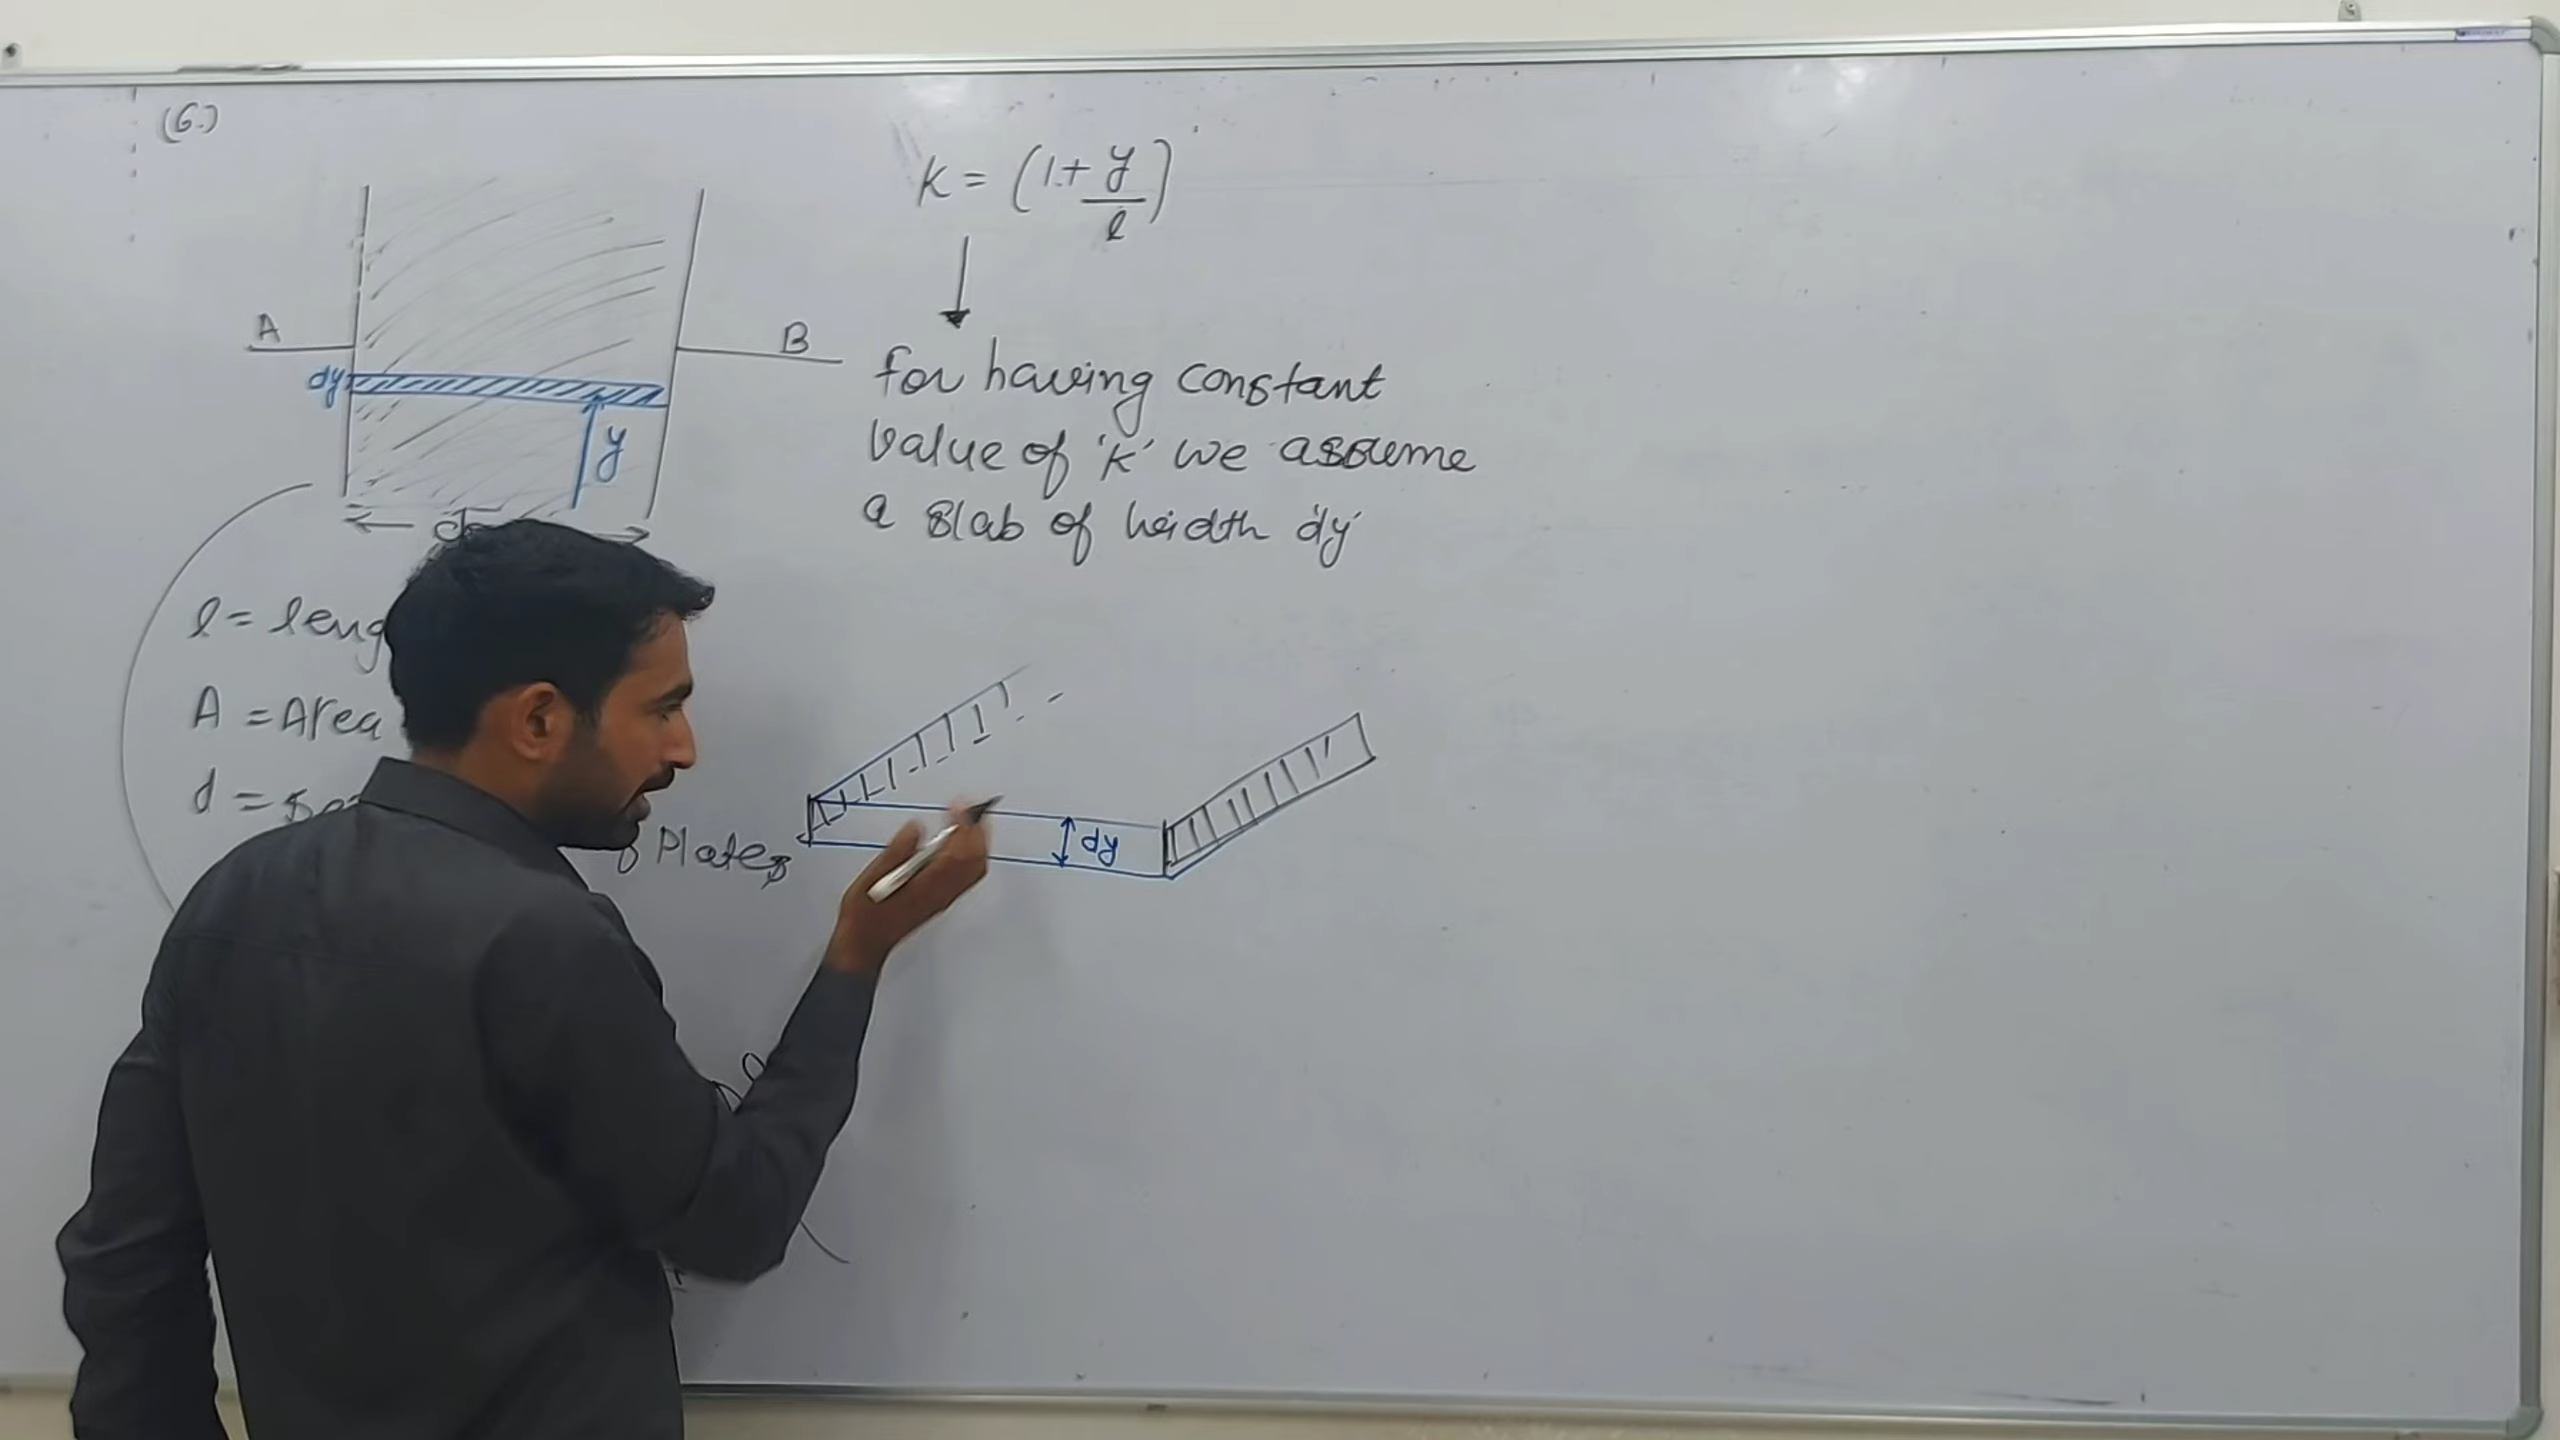 (6.)
K = (1 + y/l)
A
B
dy
y
d
for having constant
value of 'K' we assume
a slab of width 'dy'
l = leng
A = Area
d =
Plates
dy